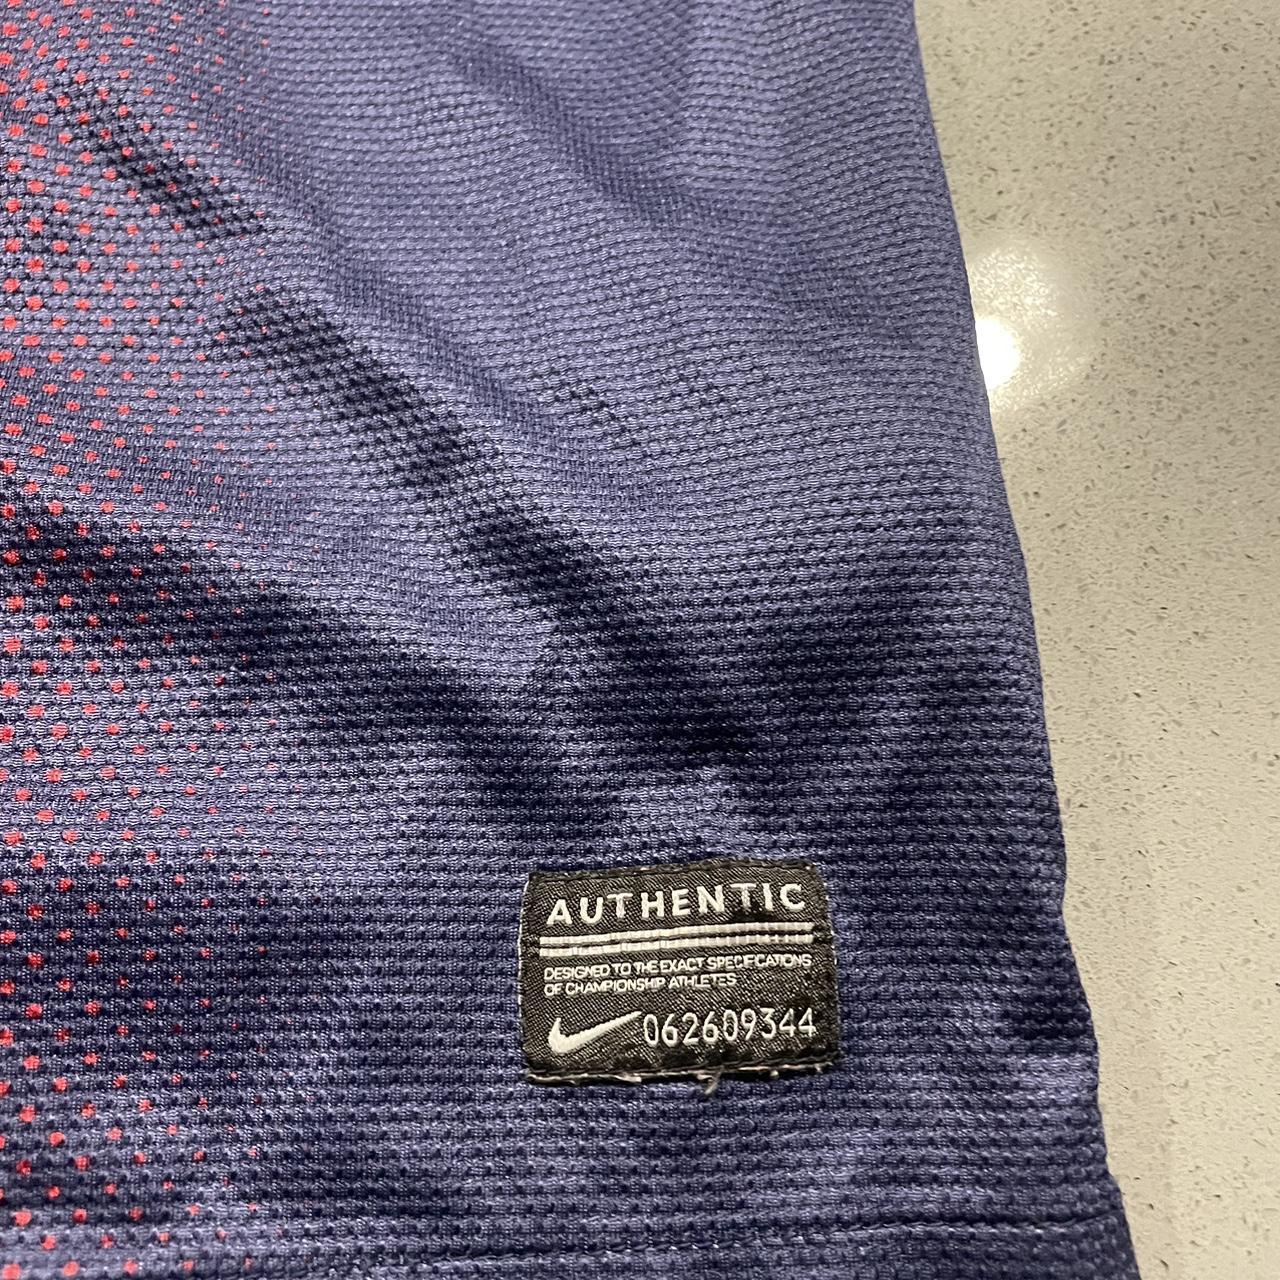 AUTHENTIC
DESIGNED TO THE EXACT SPECIFICATIONS
OF CHAMPIONSHIP ATHLETES
062609344